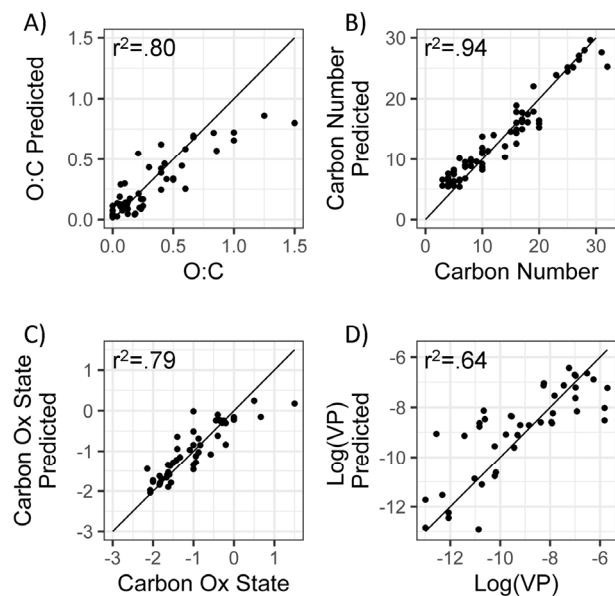 A)
r²=.80
1.5
1.0
0.5
0.0
O:C Predicted
0.0
0.5
1.0
1.5
O:C
B)
r²=.94
30
20
10
0
Carbon Number
Predicted
0
10
20
30
Carbon Number
C)
r²=.79
1
0
-1
-2
-3
Carbon Ox State
Predicted
-3
-2
-1
0
1
Carbon Ox State
D)
r²=.64
-6
-8
-10
-12
Log(VP)
Predicted
-12
-10
-8
-6
Log(VP)